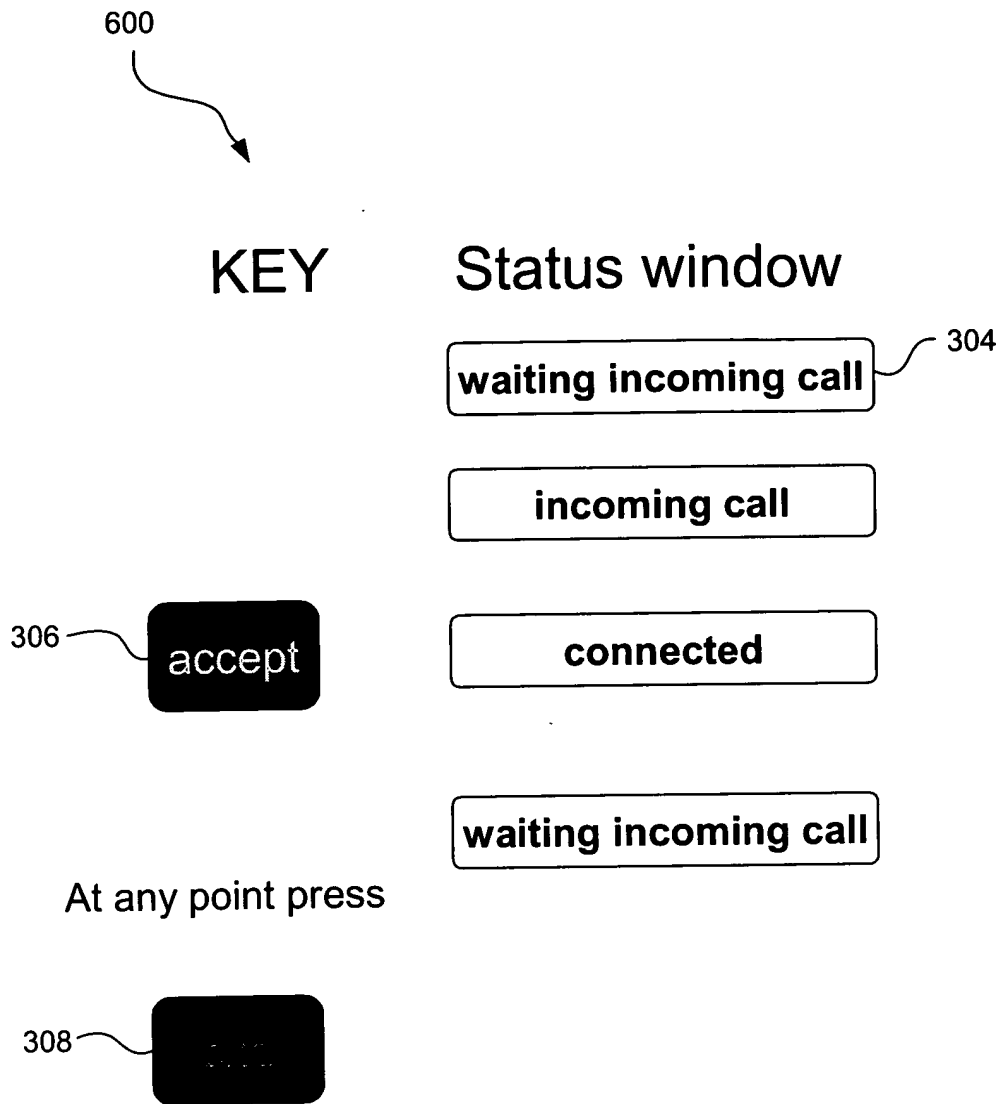 600
KEY Status window
waiting incoming call 304
incoming call
306 accept connected
waiting incoming call
At any point press
308